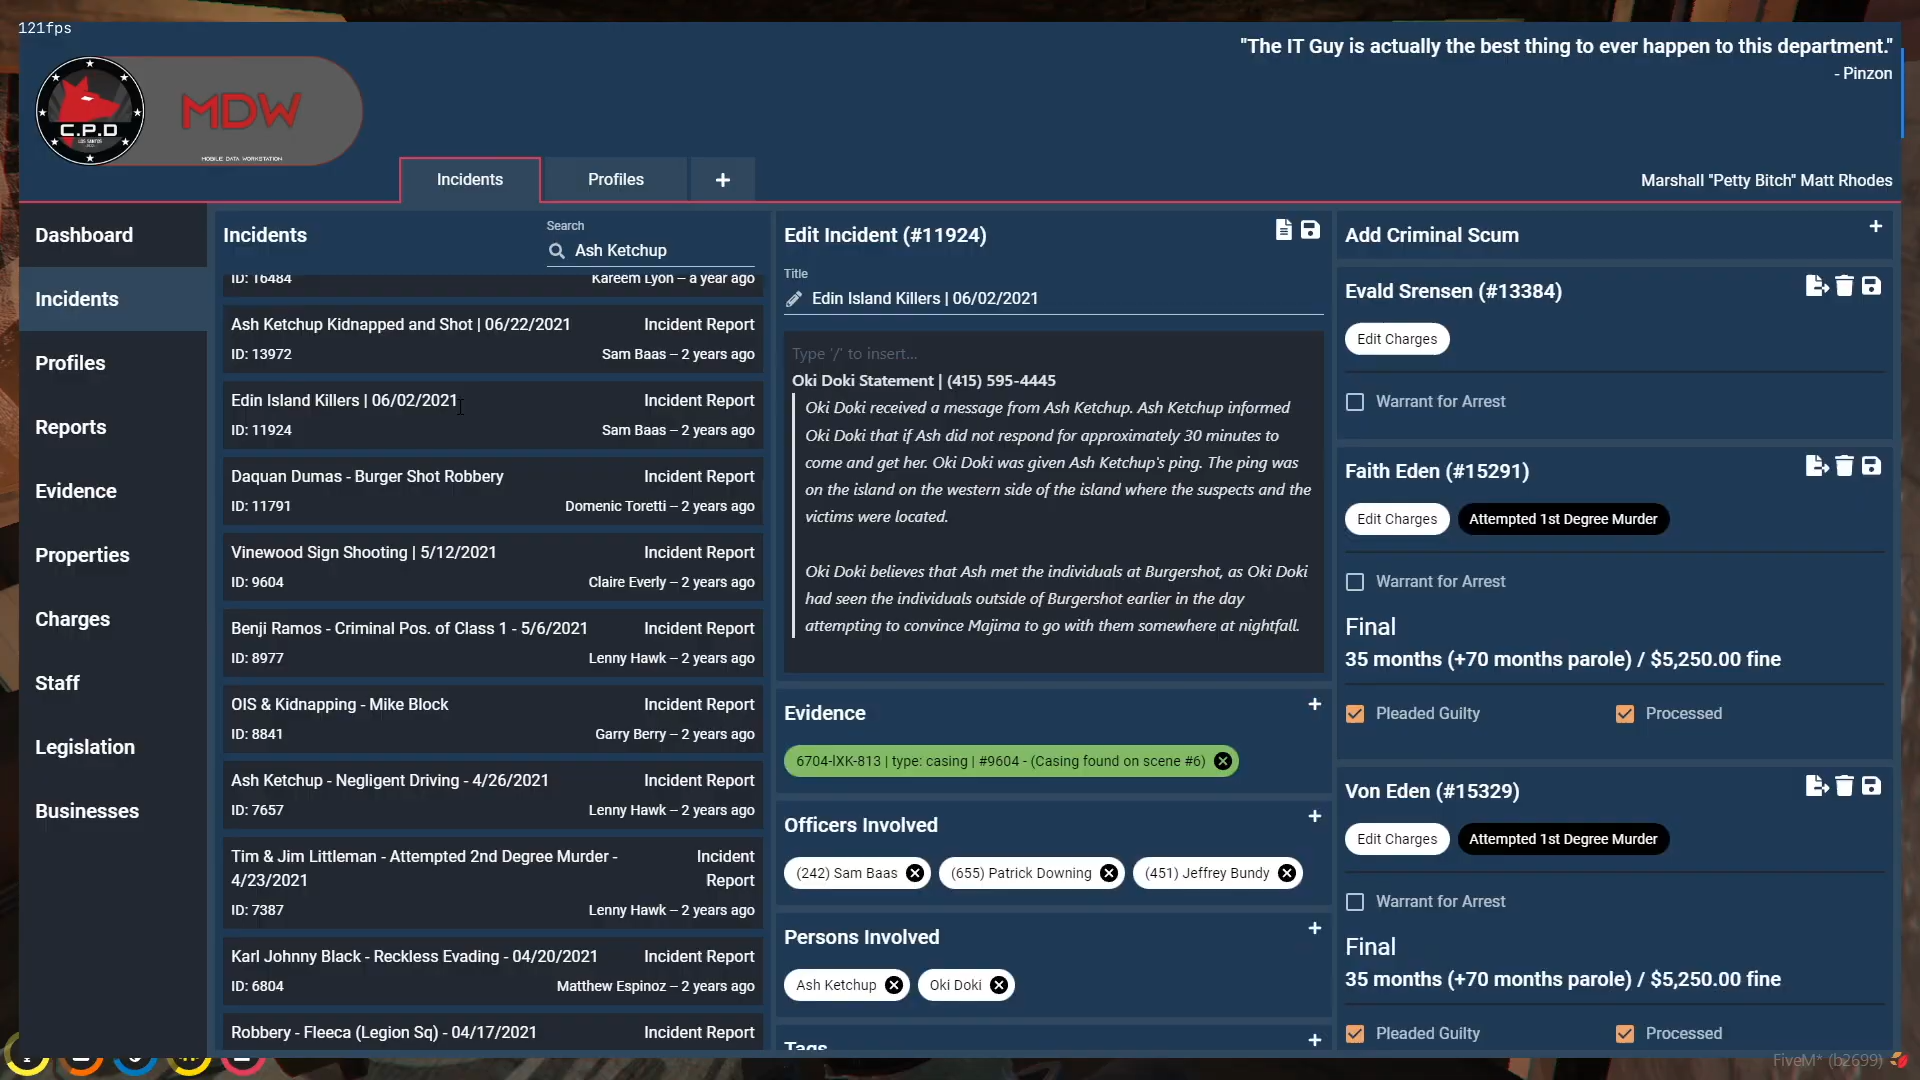 121fps
"The IT Guy is actually the best thing to ever happen to this department."
- Pinzon
C.P.D
LOS SANTOS
MDW
MOBILE DATA WORKSTATION
Incidents
Profiles
+
Marshall "Petty Bitch" Matt Rhodes
Dashboard
Incidents
Profiles
Reports
Evidence
Properties
Charges
Staff
Legislation
Businesses
Incidents
Search
Ash Ketchup
ID: 16484
Kareem Lyon – a year ago
Ash Ketchup Kidnapped and Shot | 06/22/2021
Incident Report
ID: 13972
Sam Baas – 2 years ago
Edin Island Killers | 06/02/2021
Incident Report
ID: 11924
Sam Baas – 2 years ago
Daquan Dumas - Burger Shot Robbery
Incident Report
ID: 11791
Domenic Toretti – 2 years ago
Vinewood Sign Shooting | 5/12/2021
Incident Report
ID: 9604
Claire Everly – 2 years ago
Benji Ramos - Criminal Pos. of Class 1 - 5/6/2021
Incident Report
ID: 8977
Lenny Hawk – 2 years ago
OIS & Kidnapping - Mike Block
Incident Report
ID: 8841
Garry Berry – 2 years ago
Ash Ketchup - Negligent Driving - 4/26/2021
Incident Report
ID: 7657
Lenny Hawk – 2 years ago
Tim & Jim Littleman - Attempted 2nd Degree Murder -
4/23/2021
Incident
Report
ID: 7387
Lenny Hawk – 2 years ago
Karl Johnny Black - Reckless Evading - 04/20/2021
Incident Report
ID: 6804
Matthew Espinoz – 2 years ago
Robbery - Fleeca (Legion Sq) - 04/17/2021
Incident Report
Edit Incident (#11924)
Title
Edin Island Killers | 06/02/2021
Type '/' to insert...
Oki Doki Statement | (415) 595-4445
Oki Doki received a message from Ash Ketchup. Ash Ketchup informed
Oki Doki that if Ash did not respond for approximately 30 minutes to
come and get her. Oki Doki was given Ash Ketchup's ping. The ping was
on the island on the western side of the island where the suspects and the
victims were located.
Oki Doki believes that Ash met the individuals at Burgershot, as Oki Doki
had seen the individuals outside of Burgershot earlier in the day
attempting to convince Majima to go with them somewhere at nightfall.
Evidence
+
6704-lXK-813 | type: casing | #9604 - (Casing found on scene #6)
Officers Involved
+
(242) Sam Baas
(655) Patrick Downing
(451) Jeffrey Bundy
Persons Involved
+
Ash Ketchup
Oki Doki
Tags
+
Add Criminal Scum
+
Evald Srensen (#13384)
Edit Charges
Warrant for Arrest
Faith Eden (#15291)
Edit Charges
Attempted 1st Degree Murder
Warrant for Arrest
Final
35 months (+70 months parole) / $5,250.00 fine
Pleaded Guilty
Processed
Von Eden (#15329)
Edit Charges
Attempted 1st Degree Murder
Warrant for Arrest
Final
35 months (+70 months parole) / $5,250.00 fine
Pleaded Guilty
Processed
FiveM* (b2699)